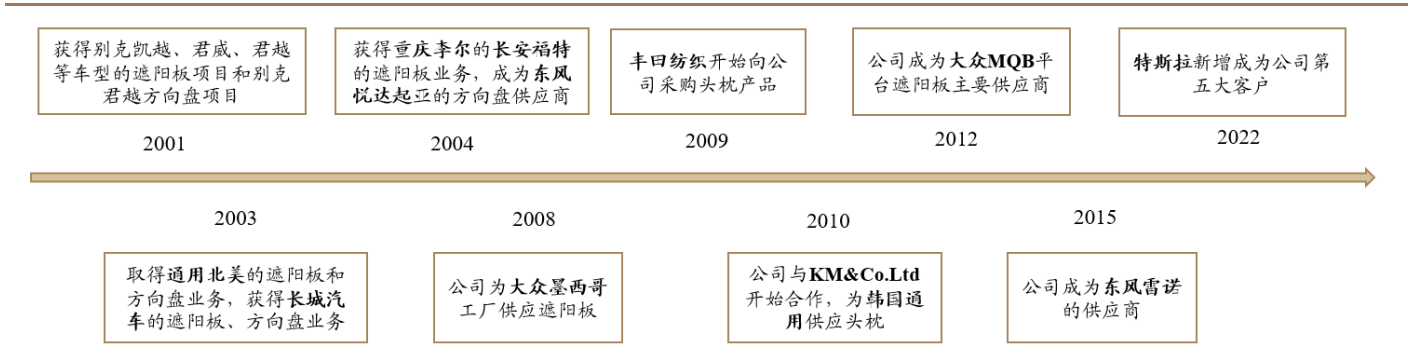 获得别克凯越、君威、君越
等车型的遮阳板项目和别克
君越方向盘项目
2001
获得重庆李尔的长安福特
的遮阳板业务，成为东风
悦达起亚的方向盘供应商
2004
丰田纺织开始向公
司采购头枕产品
2009
公司成为大众MQB平
台遮阳板主要供应商
2012
特斯拉新增成为公司第
五大客户
2022
2003
取得通用北美的遮阳板和
方向盘业务，获得长城汽
车的遮阳板、方向盘业务
2008
公司为大众墨西哥
工厂供应遮阳板
2010
公司与KM&Co.Ltd
开始合作，为韩国通
用供应头枕
2015
公司成为东风雷诺
的供应商